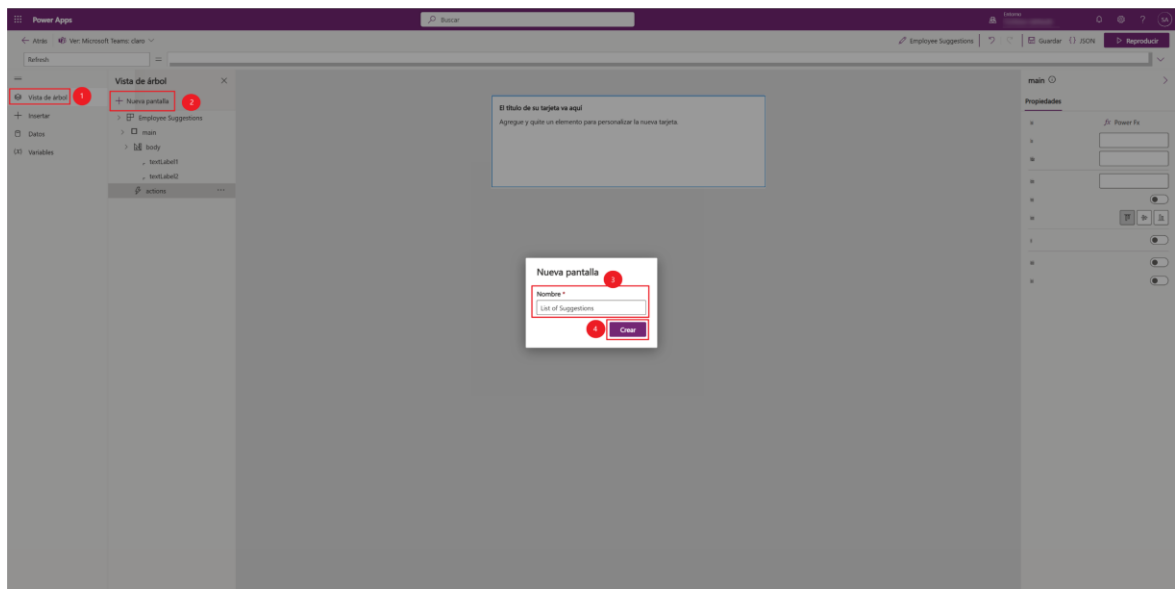 Power Apps
Buscar
Entorno
SA
Atrás
Ver: Microsoft Teams: claro
Employee Suggestions
Guardar
{} JSON
Reproducir
Refresh
=
Vista de árbol
1
Insertar
Datos
(x) Variables
Vista de árbol
Nueva pantalla
2
Employee Suggestions
main
body
textLabel1
textLabel2
actions
El título de su tarjeta va aquí
Agregue y quite un elemento para personalizar la nueva tarjeta.
Nueva pantalla
3
Nombre *
List of Suggestions
4
Crear
main
Propiedades
fx Power Fx